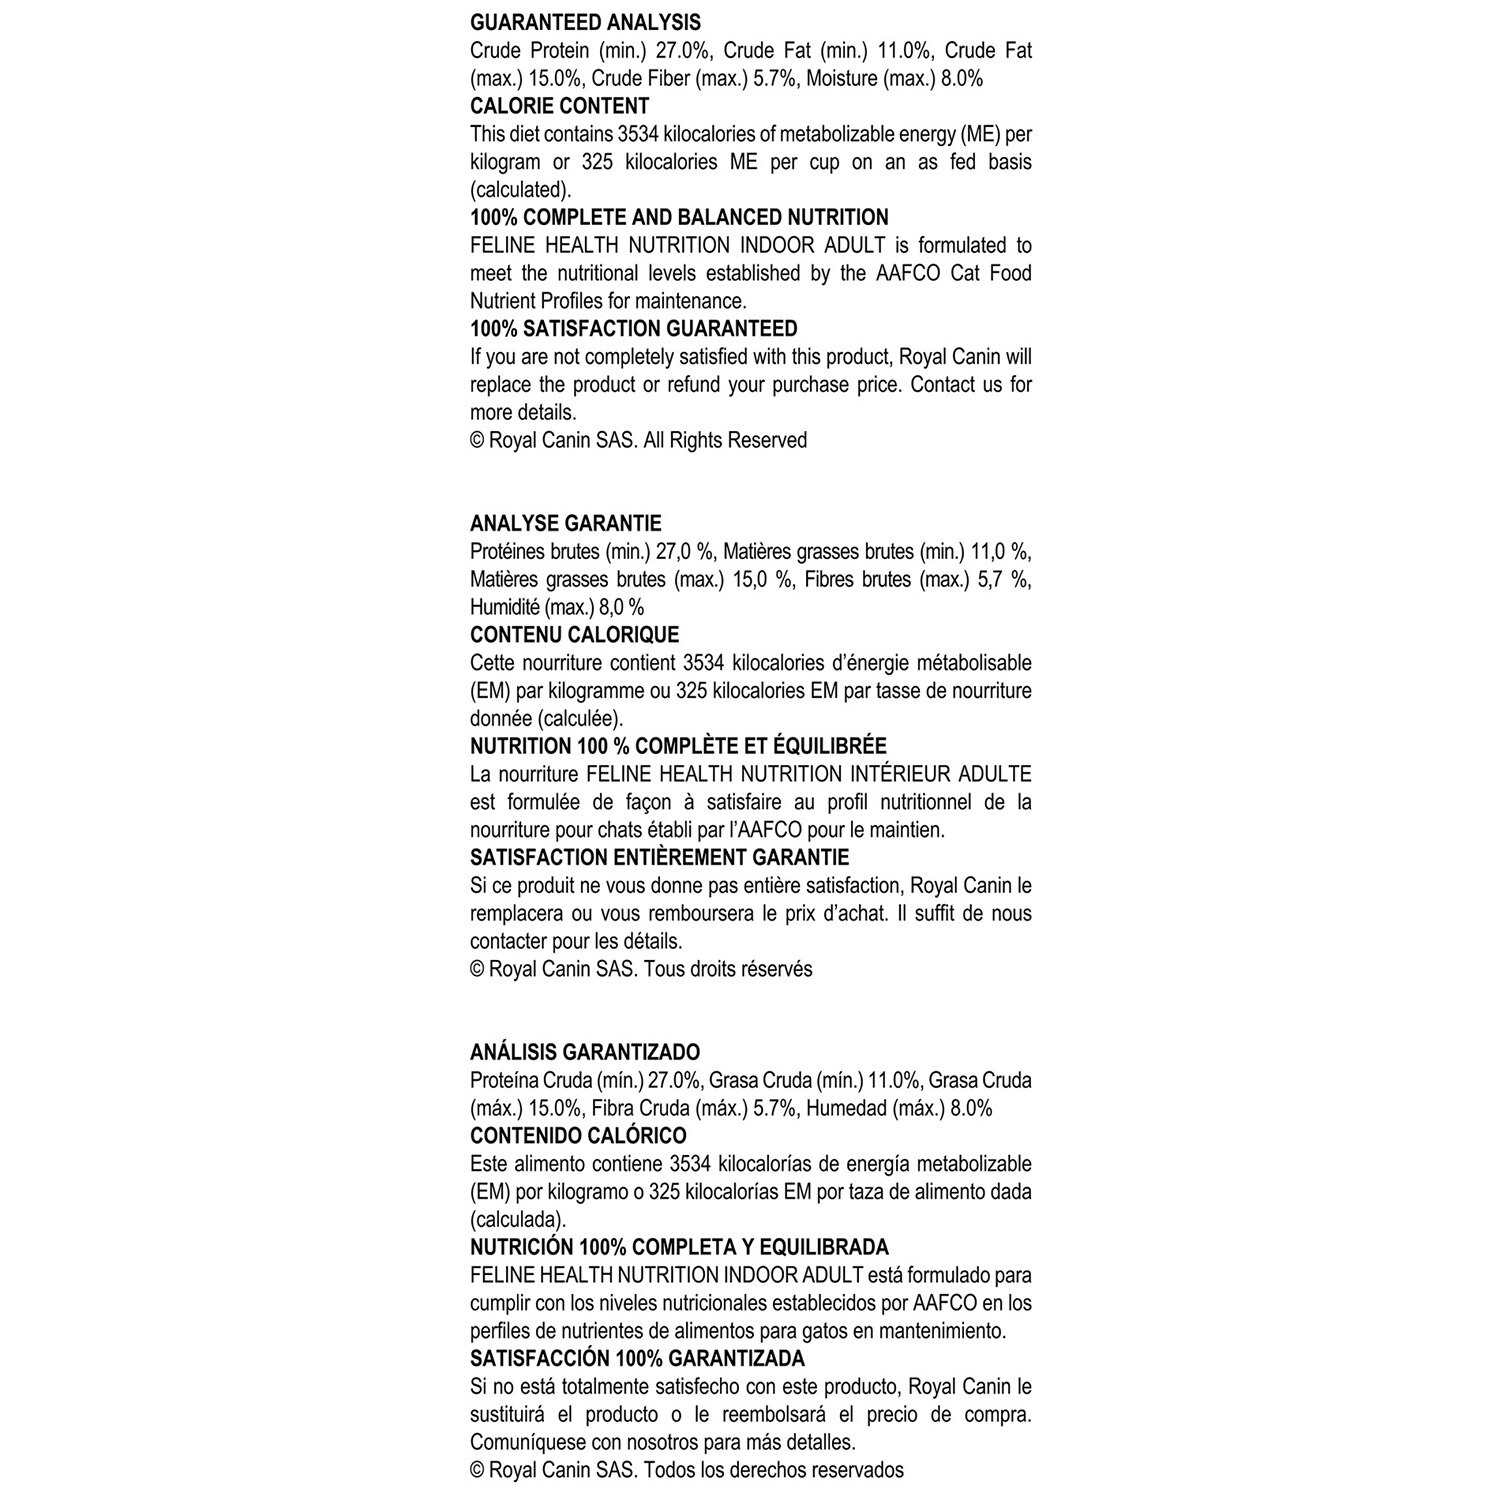 GUARANTEED ANALYSIS
Crude Protein (min.) 27.0%, Crude Fat (min.) 11.0%, Crude Fat
(max.) 15.0%, Crude Fiber (max.) 5.7%, Moisture (max.) 8.0%
CALORIE CONTENT
This diet contains 3534 kilocalories of metabolizable energy (ME) per
kilogram or 325 kilocalories ME per cup on an as fed basis
(calculated).
100% COMPLETE AND BALANCED NUTRITION
FELINE HEALTH NUTRITION INDOOR ADULT is formulated to
meet the nutritional levels established by the AAFCO Cat Food
Nutrient Profiles for maintenance.
100% SATISFACTION GUARANTEED
If you are not completely satisfied with this product, Royal Canin will
replace the product or refund your purchase price. Contact us for
more details.
© Royal Canin SAS. All Rights Reserved
ANALYSE GARANTIE
Protéines brutes (min.) 27,0 %, Matières grasses brutes (min.) 11,0 %,
Matières grasses brutes (max.) 15,0 %, Fibres brutes (max.) 5,7 %,
Humidité (max.) 8,0 %
CONTENU CALORIQUE
Cette nourriture contient 3534 kilocalories d’énergie métabolisable
(EM) par kilogramme ou 325 kilocalories EM par tasse de nourriture
donnée (calculée).
NUTRITION 100 % COMPLÈTE ET ÉQUILIBRÉE
La nourriture FELINE HEALTH NUTRITION INTÉRIEUR ADULTE
est formulée de façon à satisfaire au profil nutritionnel de la
nourriture pour chats établi par l’AAFCO pour le maintien.
SATISFACTION ENTIÈREMENT GARANTIE
Si ce produit ne vous donne pas entière satisfaction, Royal Canin le
remplacera ou vous remboursera le prix d’achat. Il suffit de nous
contacter pour les détails.
© Royal Canin SAS. Tous droits réservés
ANÁLISIS GARANTIZADO
Proteína Cruda (mín.) 27.0%, Grasa Cruda (mín.) 11.0%, Grasa Cruda
(máx.) 15.0%, Fibra Cruda (máx.) 5.7%, Humedad (máx.) 8.0%
CONTENIDO CALÓRICO
Este alimento contiene 3534 kilocalorías de energía metabolizable
(EM) por kilogramo o 325 kilocalorías EM por taza de alimento dada
(calculada).
NUTRICIÓN 100% COMPLETA Y EQUILIBRADA
FELINE HEALTH NUTRITION INDOOR ADULT está formulado para
cumplir con los niveles nutricionales establecidos por AAFCO en los
perfiles de nutrientes de alimentos para gatos en mantenimiento.
SATISFACCIÓN 100% GARANTIZADA
Si no está totalmente satisfecho con este producto, Royal Canin le
sustituirá el producto o le reembolsará el precio de compra.
Comuníquese con nosotros para más detalles.
© Royal Canin SAS. Todos los derechos reservados